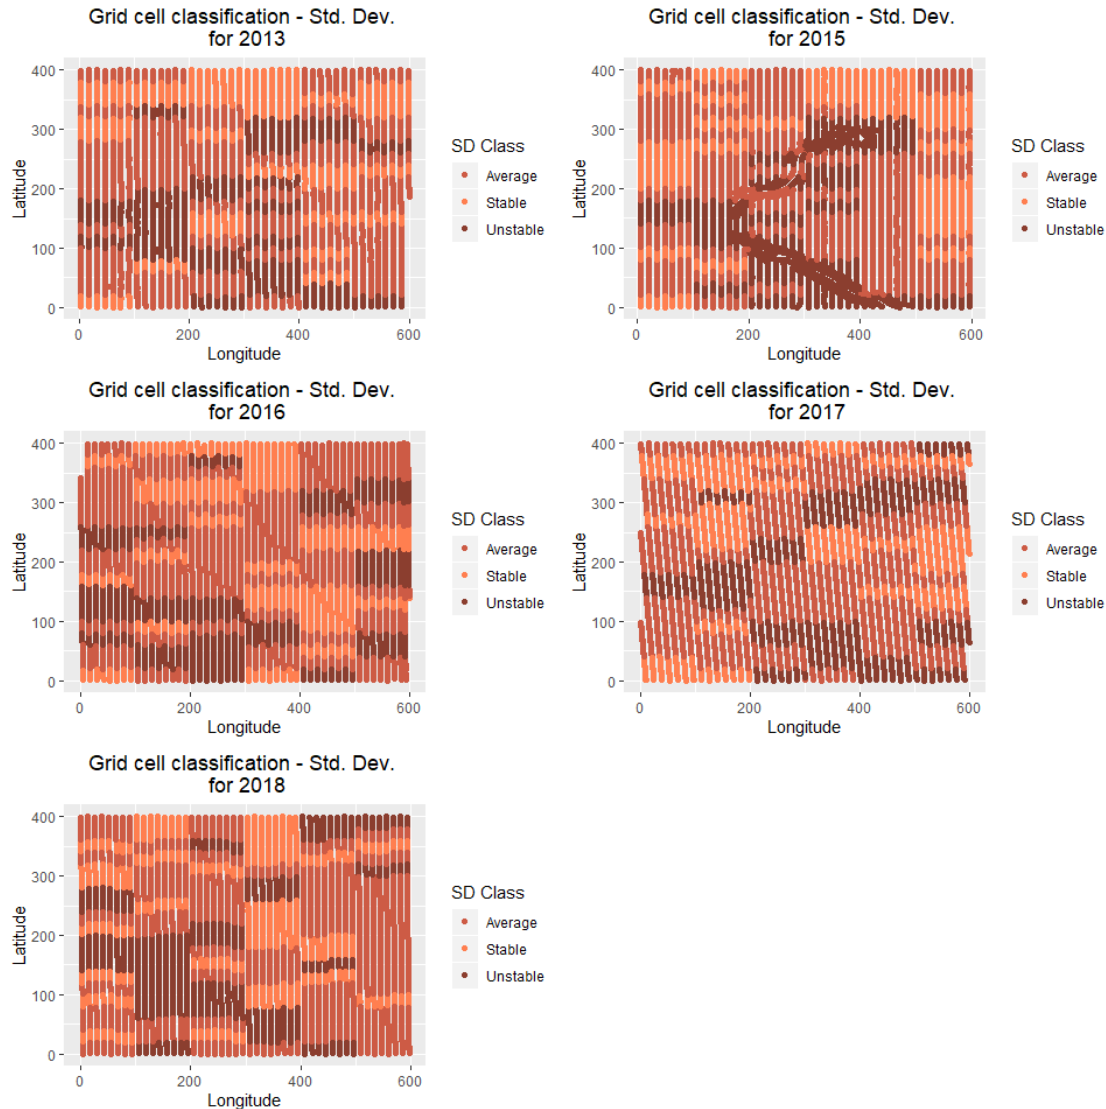 Grid cell classification - Std. Dev.
for 2013
400
300
200
100
0
Latitude
0
200
400
600
Longitude
SD Class
Average
Stable
Unstable
Grid cell classification - Std. Dev.
for 2015
400
300
200
100
0
Latitude
0
200
400
600
Longitude
SD Class
Average
Stable
Unstable
Grid cell classification - Std. Dev.
for 2016
400
300
200
100
0
Latitude
0
200
400
600
Longitude
SD Class
Average
Stable
Unstable
Grid cell classification - Std. Dev.
for 2017
400
300
200
100
0
Latitude
0
200
400
600
Longitude
SD Class
Average
Stable
Unstable
Grid cell classification - Std. Dev.
for 2018
400
300
200
100
0
Latitude
0
200
400
600
Longitude
SD Class
Average
Stable
Unstable